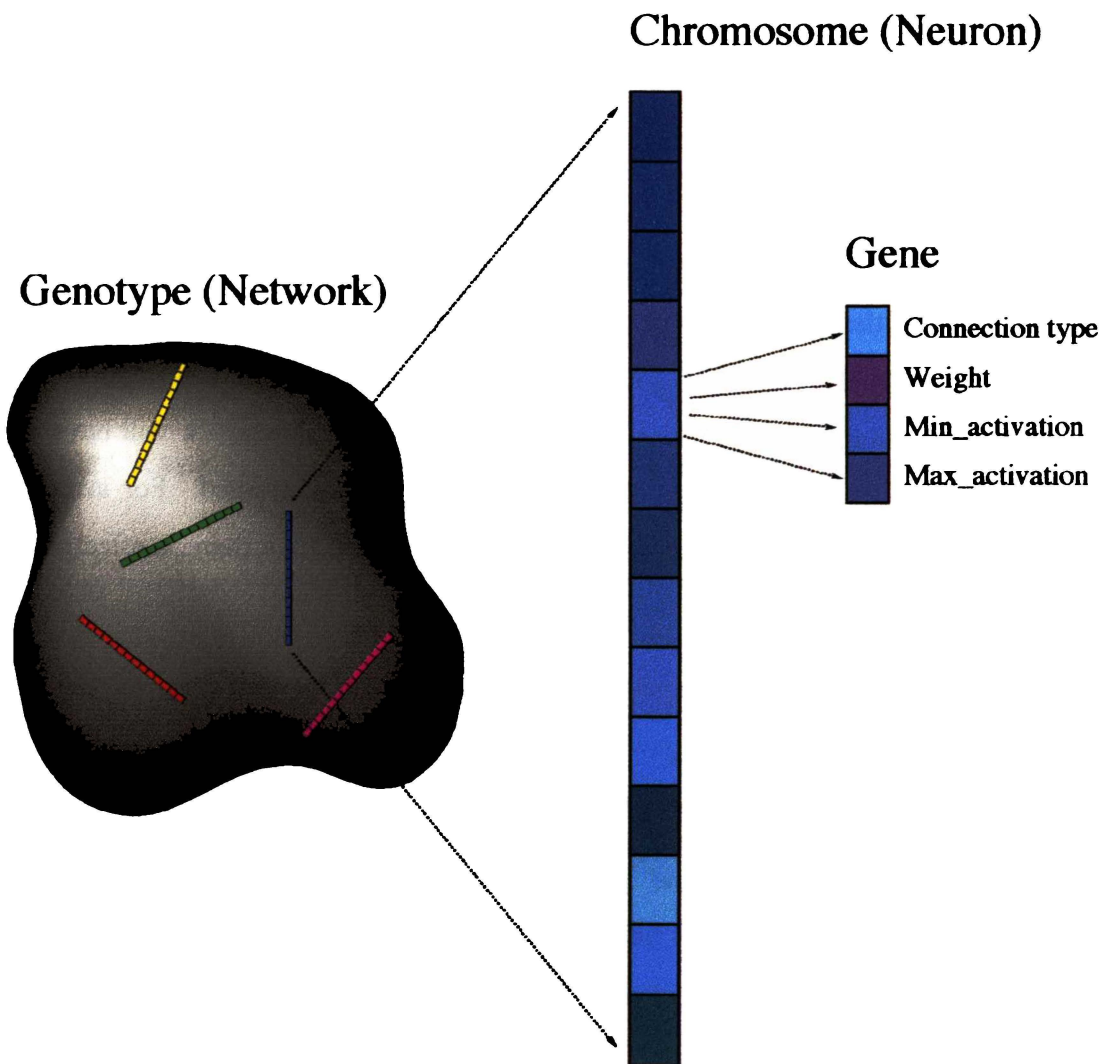 Chromosome (Neuron)
Gene
Genotype (Network)
Connection type
Weight
Min_activation
Max_activation